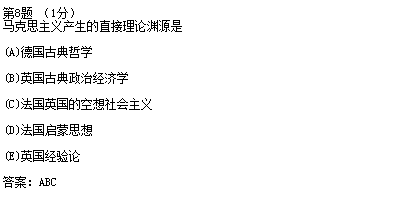 第8题 （1分）
马克思主义产生的直接理论渊源是
(A)德国古典哲学
(B)英国古典政治经济学
(C)法国英国的空想社会主义
(D)法国启蒙思想
(E)英国经验论
答案：ABC